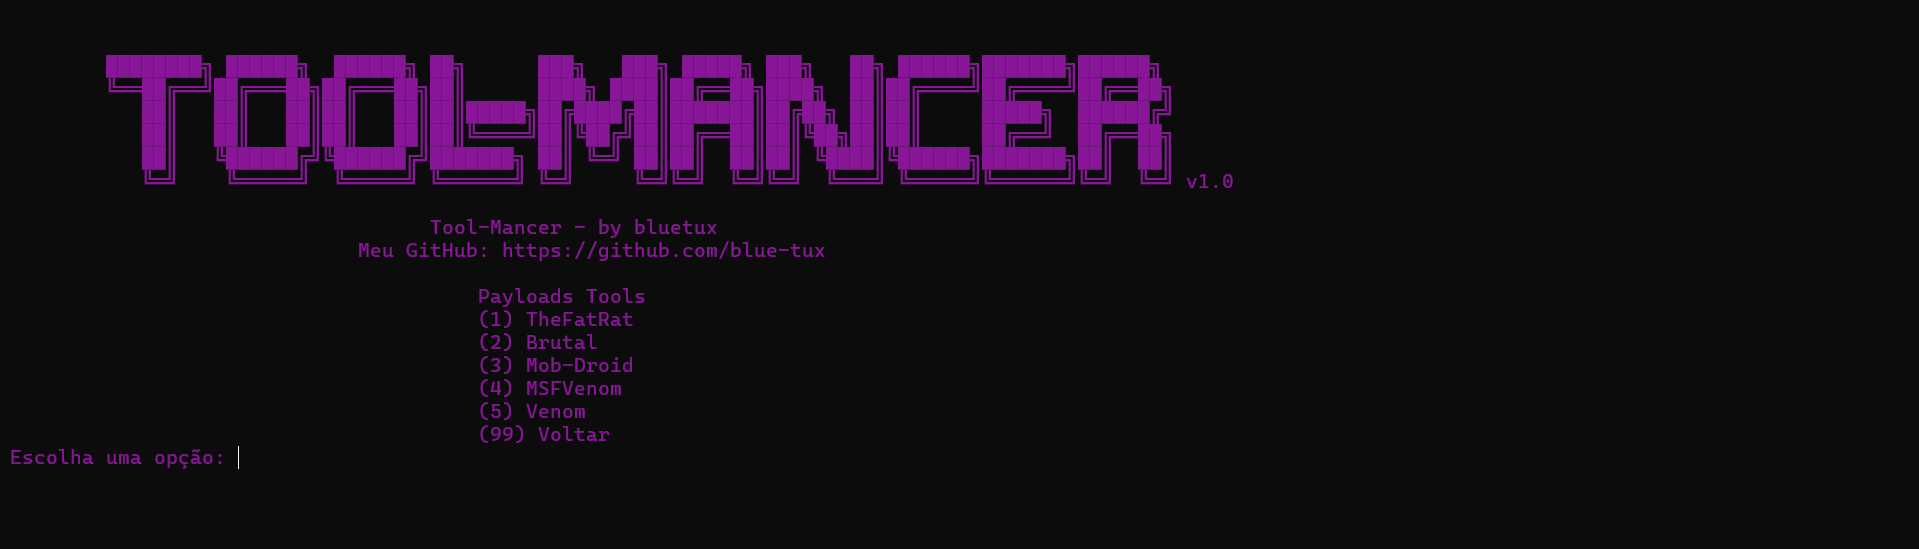 TOOL-MANCER v1.0
Tool-Mancer - by bluetux
Meu GitHub: https://github.com/blue-tux
Payloads Tools
(1) TheFatRat
(2) Brutal
(3) Mob-Droid
(4) MSFVenom
(5) Venom
(99) Voltar
Escolha uma opção: